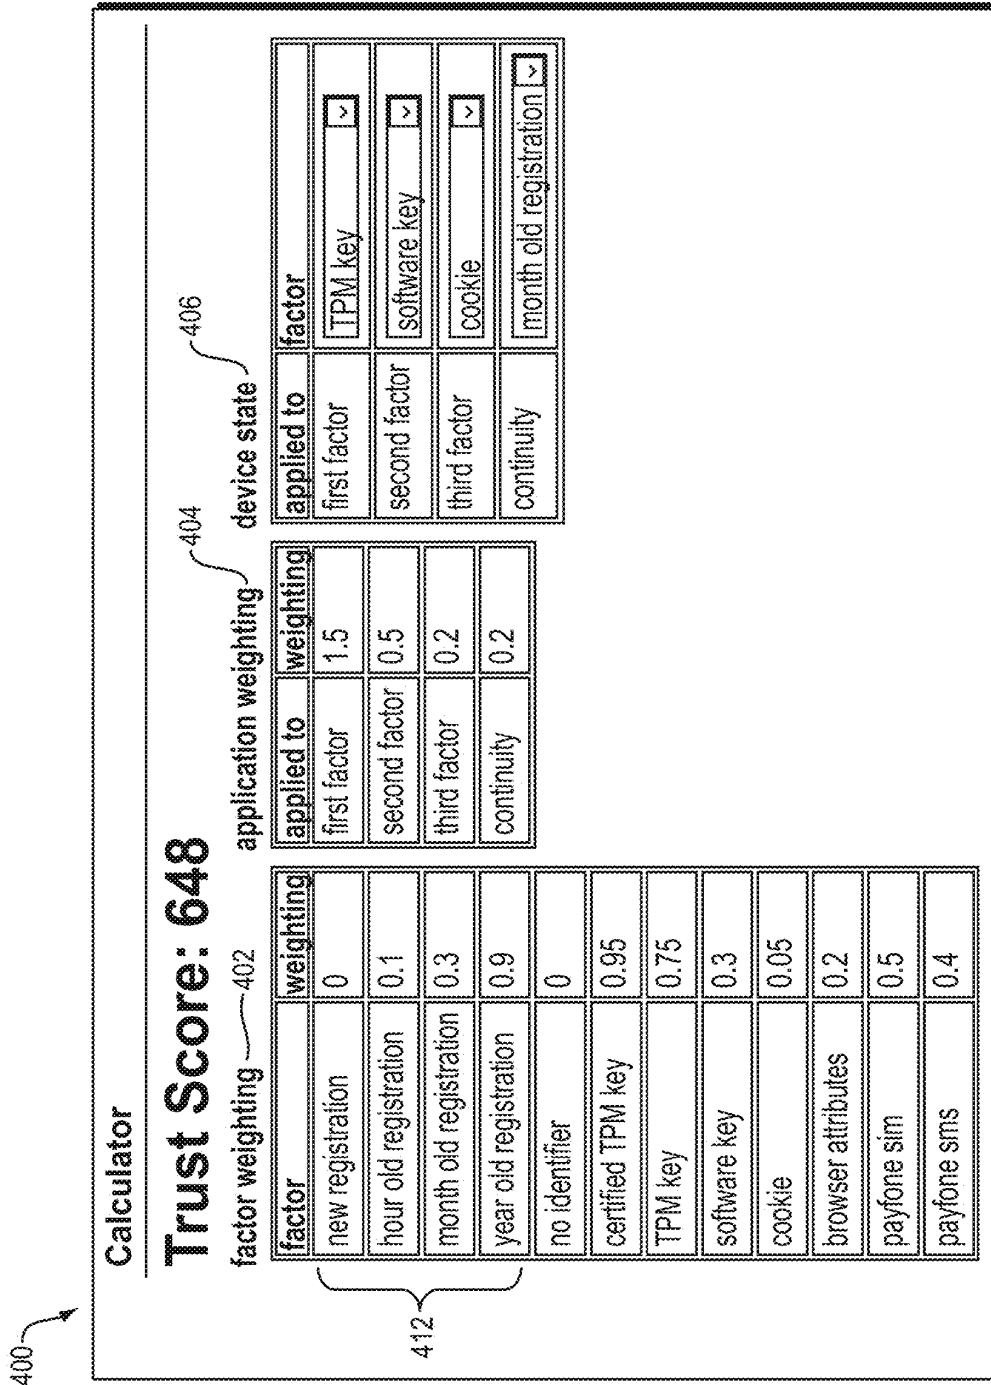 400
Calculator
Trust Score: 648
factor weighting 402
factor weighting
new registration 0
hour old registration 0.1
month old registration 0.3
year old registration 0.9
no identifier 0
certified TPM key 0.95
TPM key 0.75
software key 0.3
cookie 0.05
browser attributes 0.2
payfone sim 0.5
payfone sms 0.4
412
application weighting 404
applied to weighting
first factor 1.5
second factor 0.5
third factor 0.2
continuity 0.2
device state 406
applied to factor
first factor TPM key
second factor software key
third factor cookie
continuity month old registration